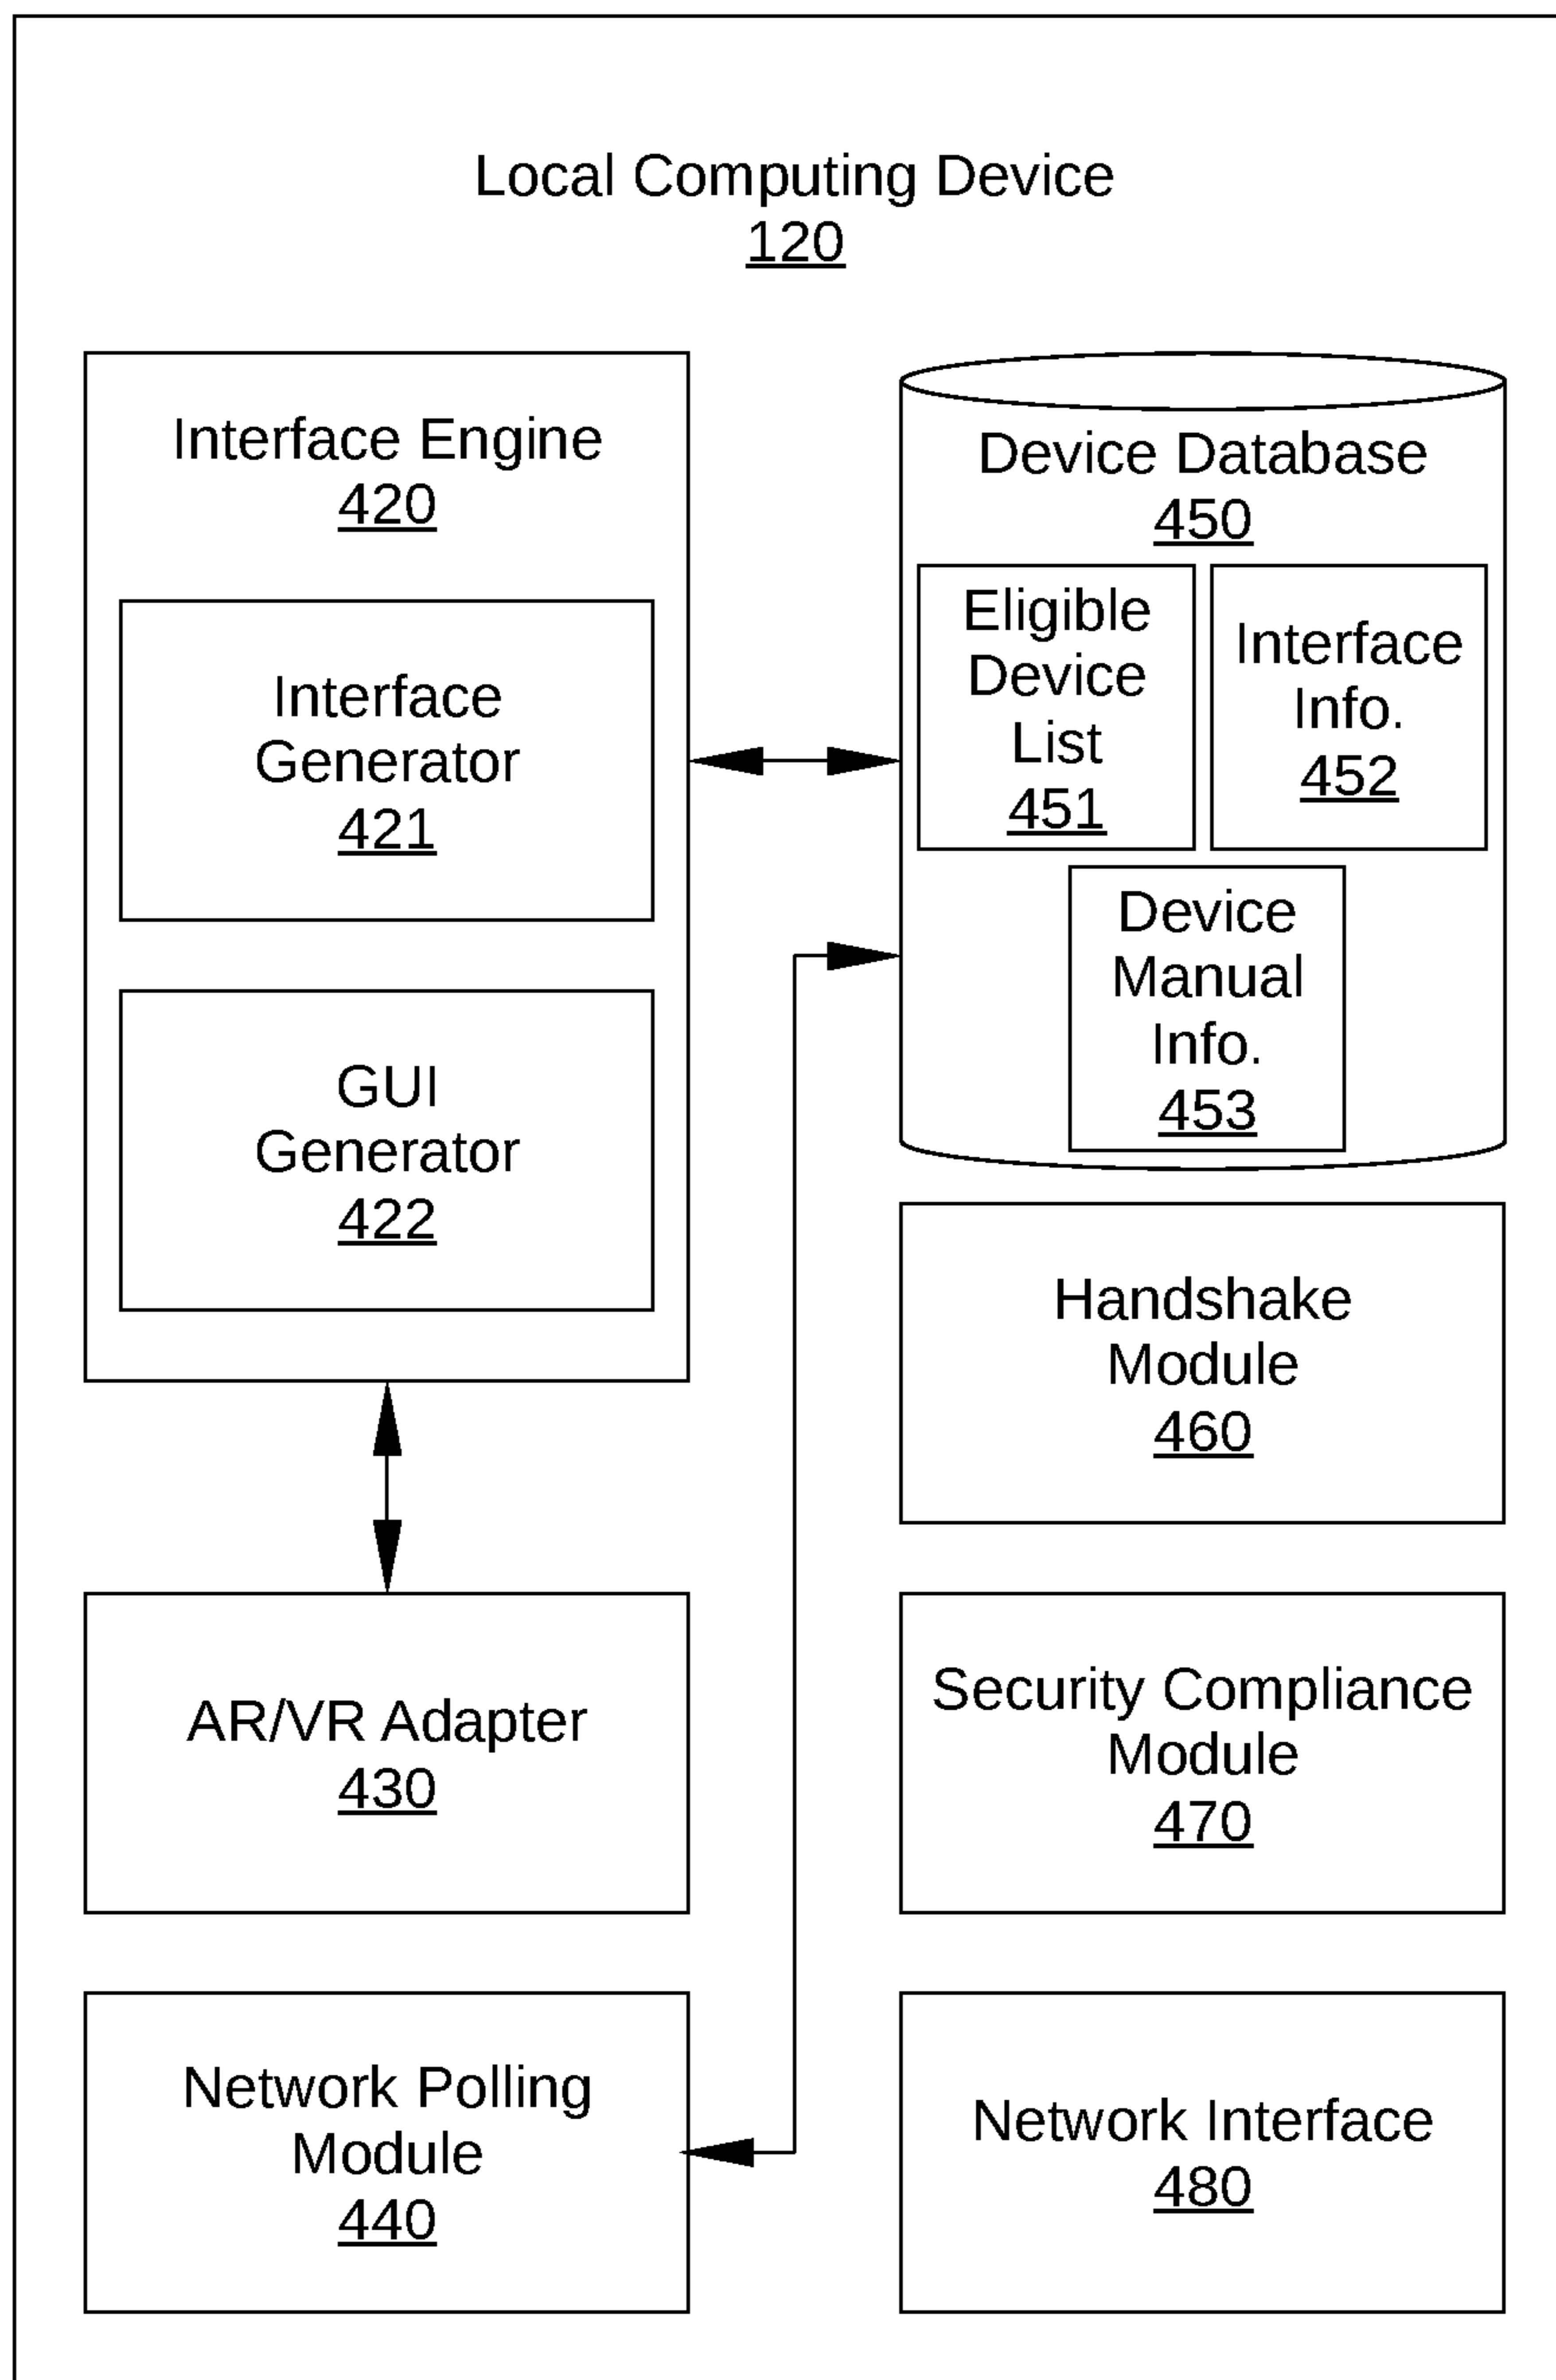 Local Computing Device
120
Interface Engine
420
Interface
Generator
421
GUI
Generator
422
AR/VR Adapter
430
Network Polling
Module
440
Device Database
450
Eligible
Device
List
451
Interface
Info.
452
Device
Manual
Info.
453
Handshake
Module
460
Security Compliance
Module
470
Network Interface
480